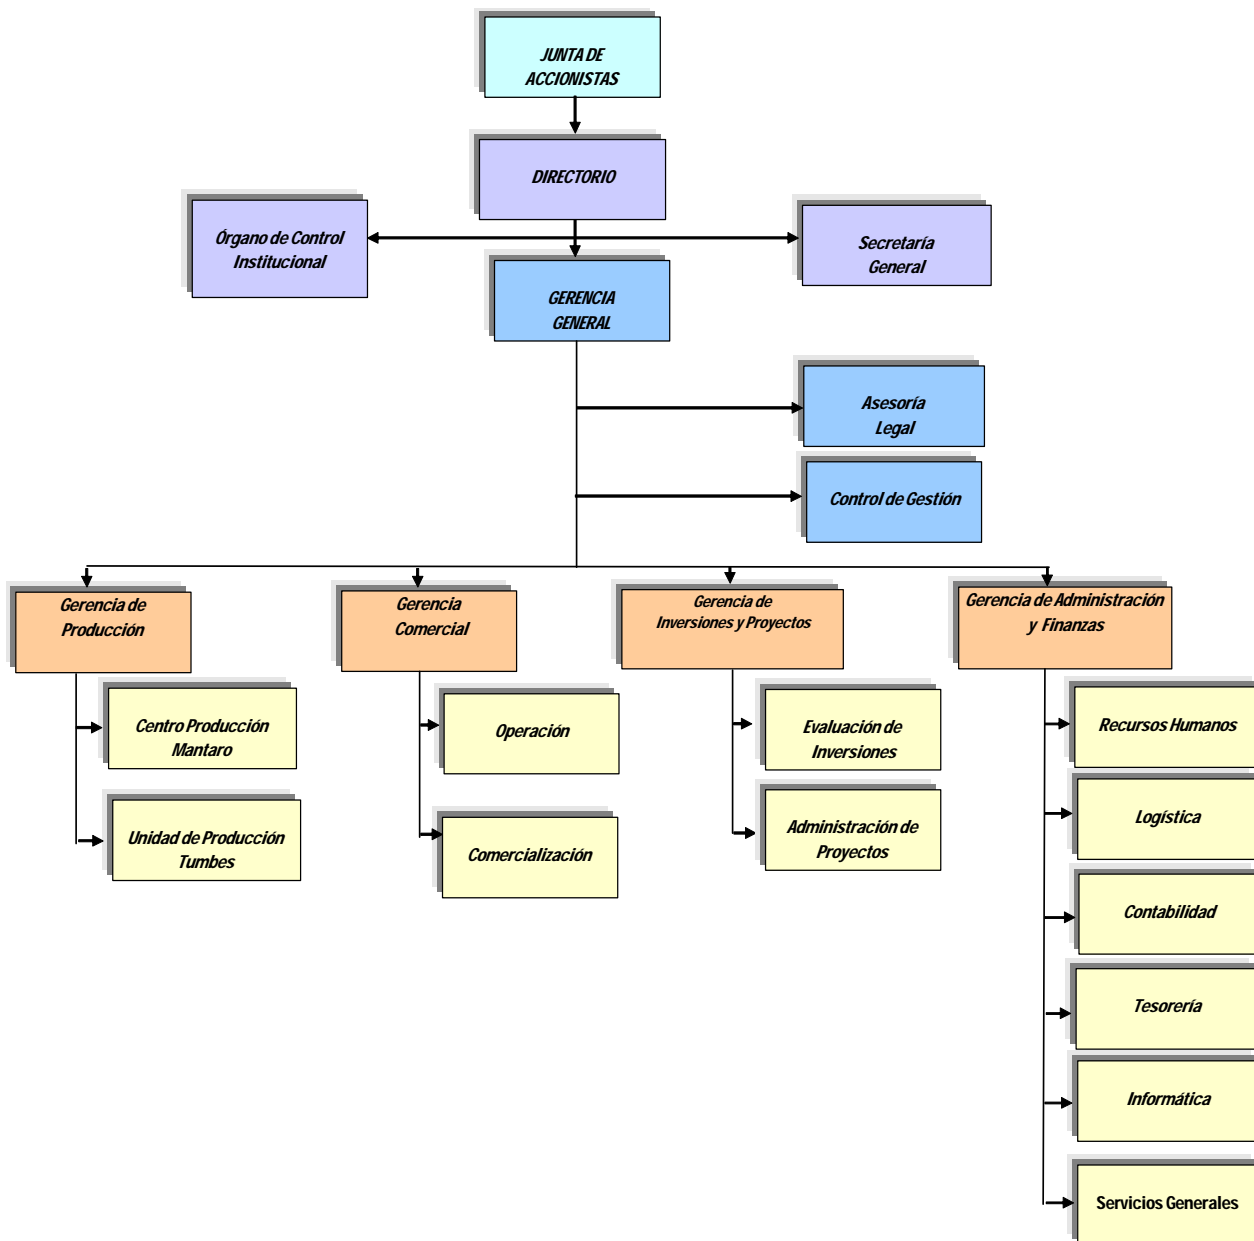 JUNTA DE
ACCIONISTAS
DIRECTORIO
Órgano de Control
Institucional
Secretaría
General
GERENCIA
GENERAL
Asesoría
Legal
Control de Gestión
Gerencia de
Producción
Gerencia
Comercial
Gerencia de
Inversiones y Proyectos
Gerencia de Administración
y Finanzas
Centro Producción
Mantaro
Unidad de Producción
Tumbes
Operación
Comercialización
Evaluación de
Inversiones
Administración de
Proyectos
Recursos Humanos
Logística
Contabilidad
Tesorería
Informática
Servicios Generales